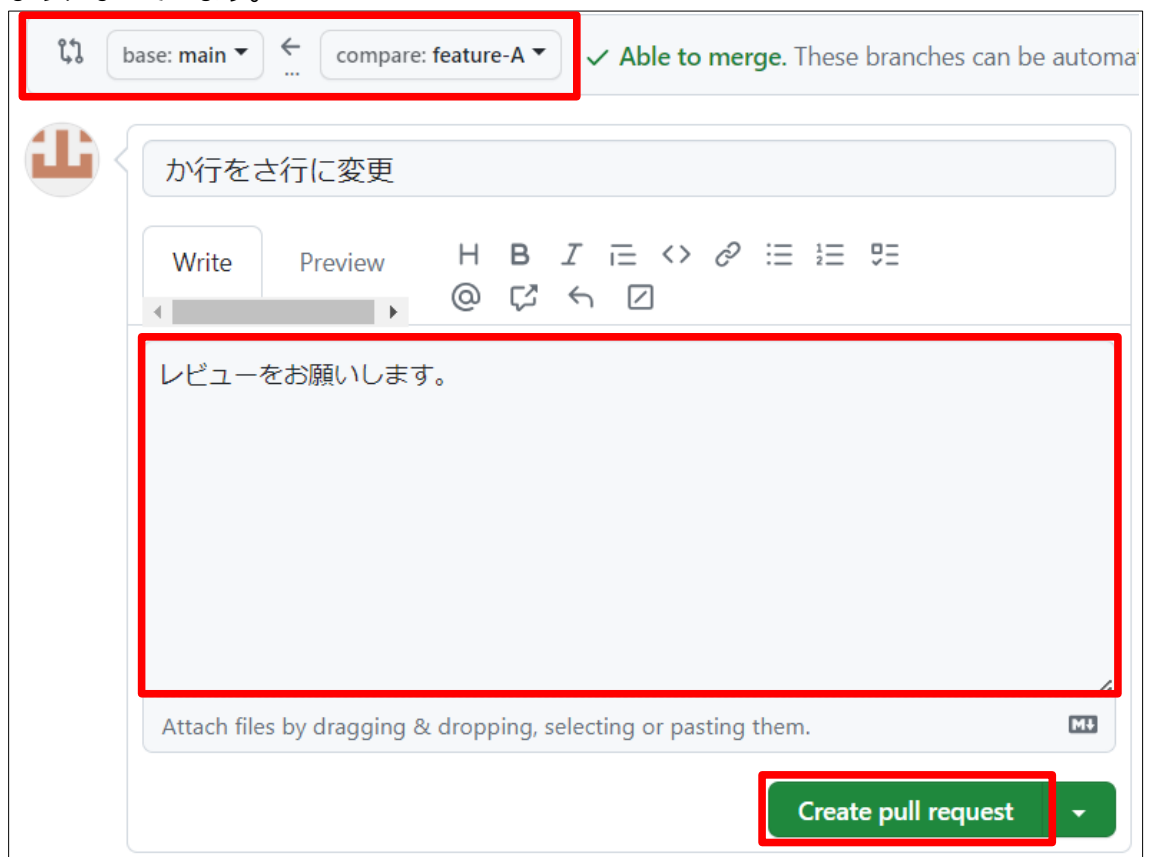 base: main ← compare: feature-A ✓ Able to merge. These branches can be automa
か行をさ行に変更
Write Preview
レビューをお願いします。
Attach files by dragging & dropping, selecting or pasting them.
Create pull request